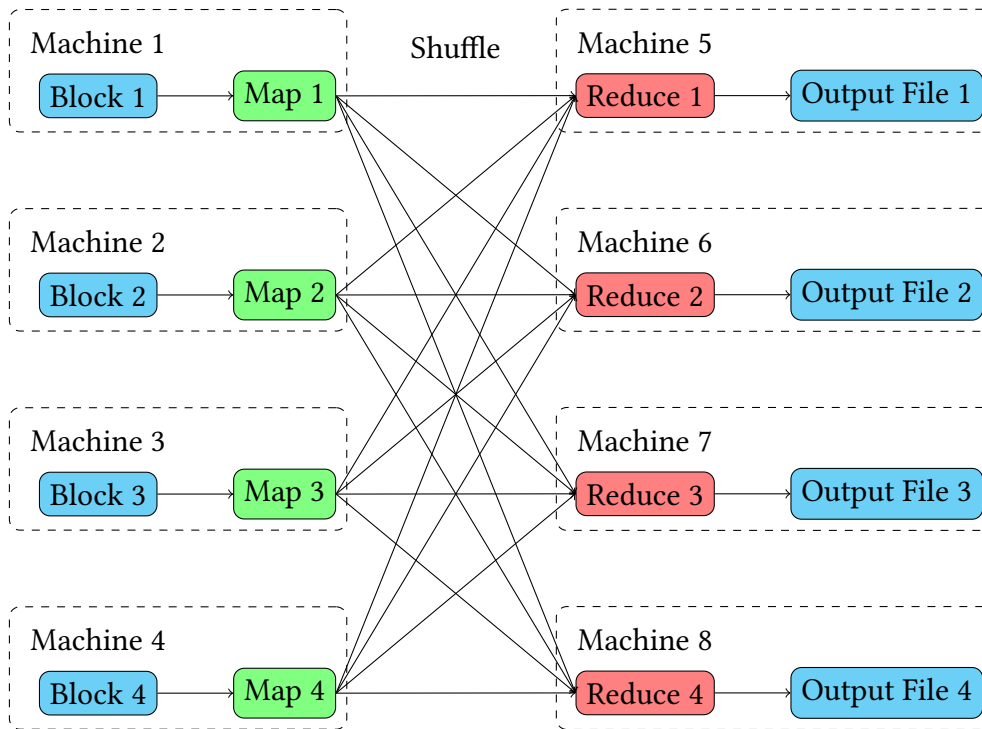 Machine 1
Block 1
Map 1
Shuffle
Machine 5
Reduce 1
Output File 1
Machine 2
Block 2
Map 2
Machine 6
Reduce 2
Output File 2
Machine 3
Block 3
Map 3
Machine 7
Reduce 3
Output File 3
Machine 4
Block 4
Map 4
Machine 8
Reduce 4
Output File 4